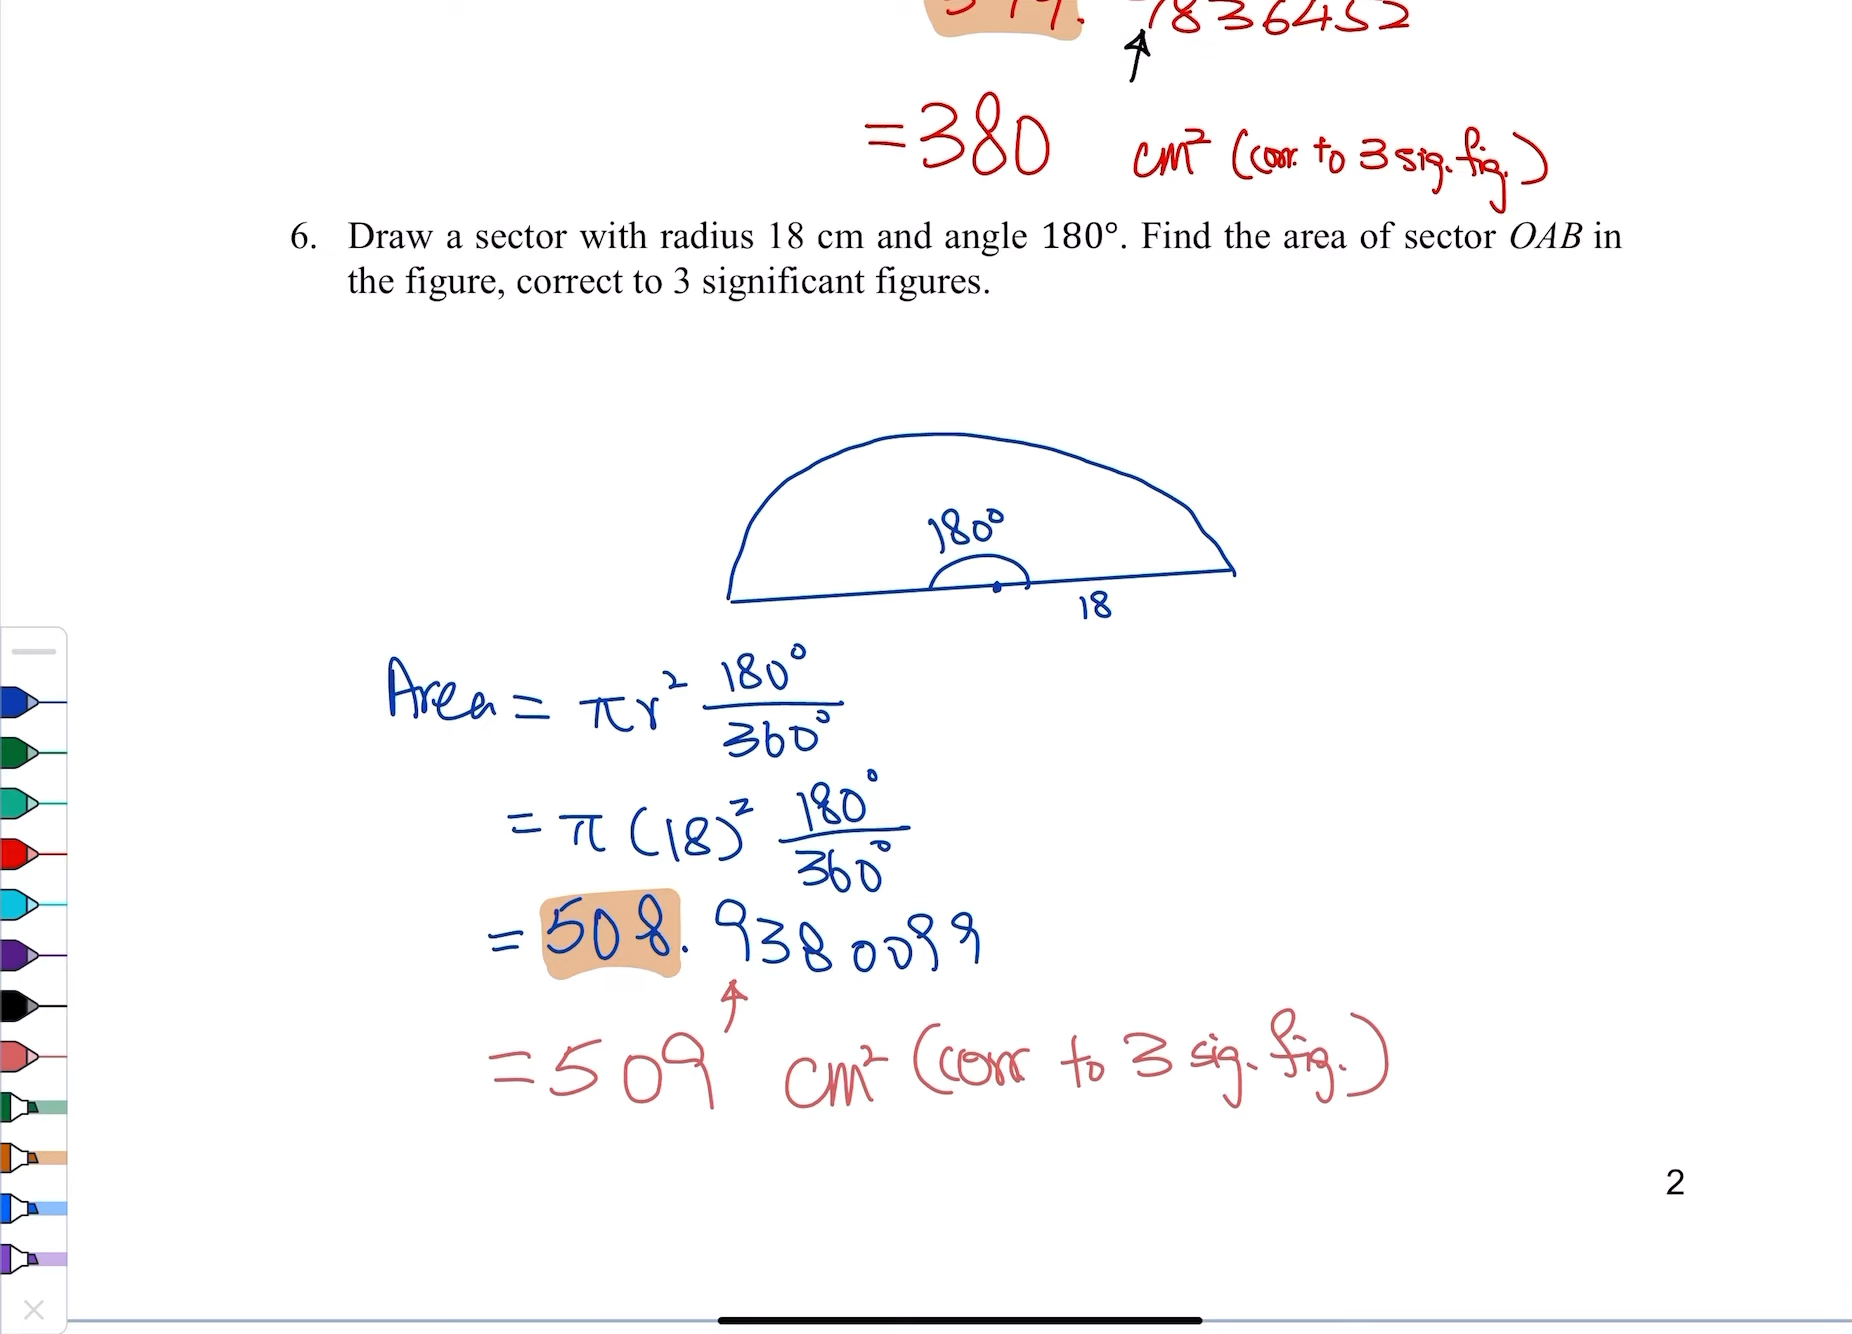 379.7836452
=380 cm² (corr. to 3 sig. fig.)
6. Draw a sector with radius 18 cm and angle 180°. Find the area of sector OAB in
the figure, correct to 3 significant figures.
180°
18
Area = πr² 180°/360°
= π (18)² 180°/360°
= 508.9380099
= 509 cm² (corr to 3 sig. fig.)
2